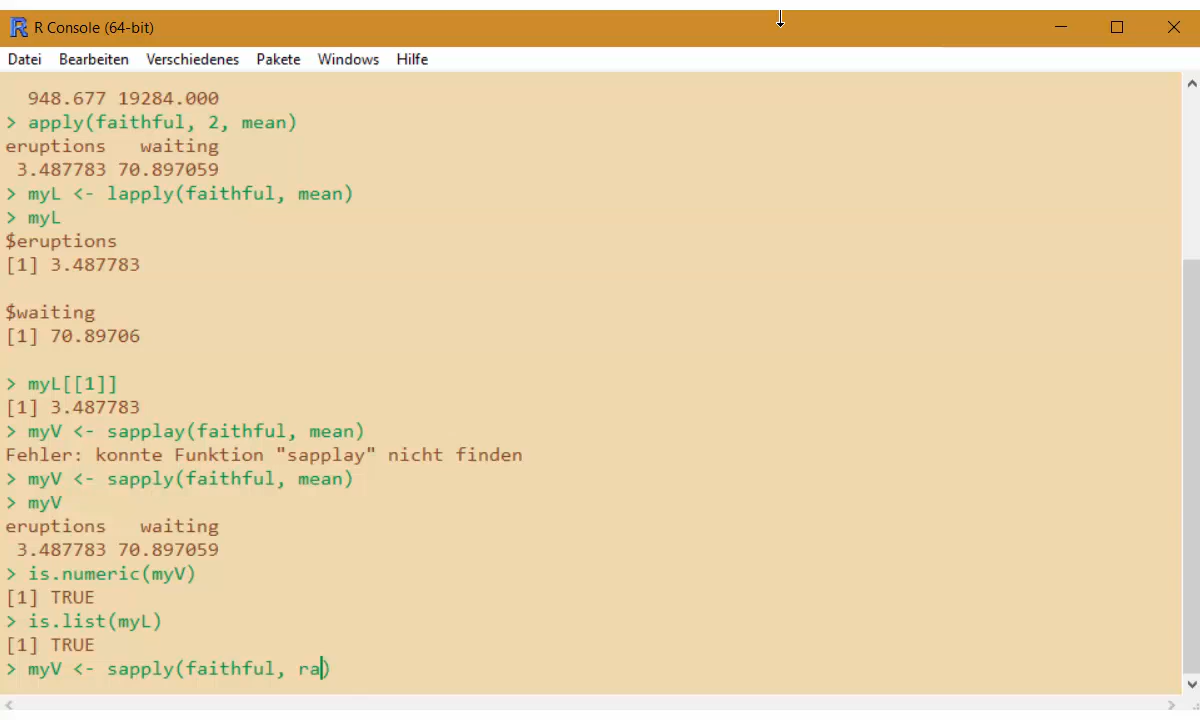 R Console (64-bit)
Datei Bearbeiten Verschiedenes Pakete Windows Hilfe
948.677 19284.000
> apply(faithful, 2, mean)
eruptions   waiting
 3.487783 70.897059
> myL <- lapply(faithful, mean)
> myL
$eruptions
[1] 3.487783

$waiting
[1] 70.89706

> myL[[1]]
[1] 3.487783
> myV <- sapplay(faithful, mean)
Fehler: konnte Funktion "sapplay" nicht finden
> myV <- sapply(faithful, mean)
> myV
eruptions   waiting
 3.487783 70.897059
> is.numeric(myV)
[1] TRUE
> is.list(myL)
[1] TRUE
> myV <- sapply(faithful, ra)